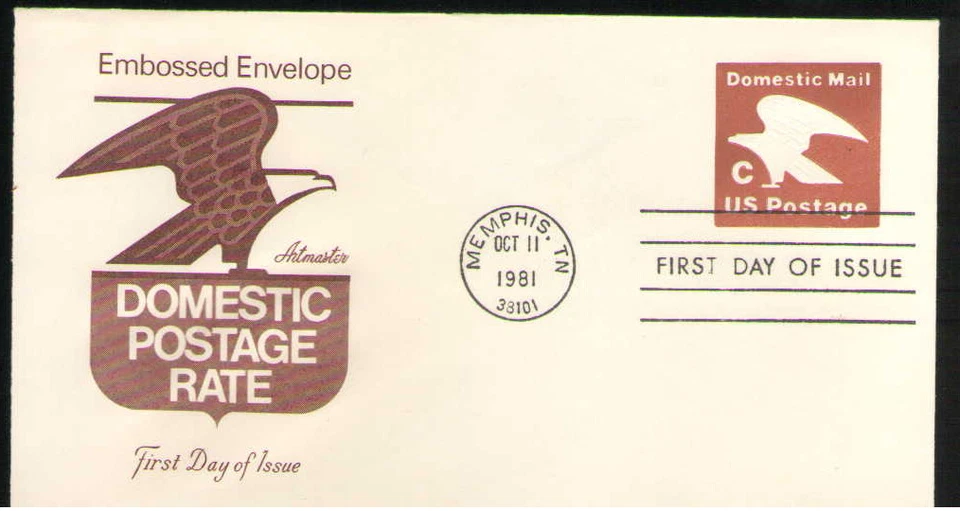 Embossed Envelope
Artmaster
DOMESTIC
POSTAGE
RATE
First Day of Issue
MEMPHIS, TN
OCT 11
1981
38101
Domestic Mail
C
US Postage
FIRST DAY OF ISSUE